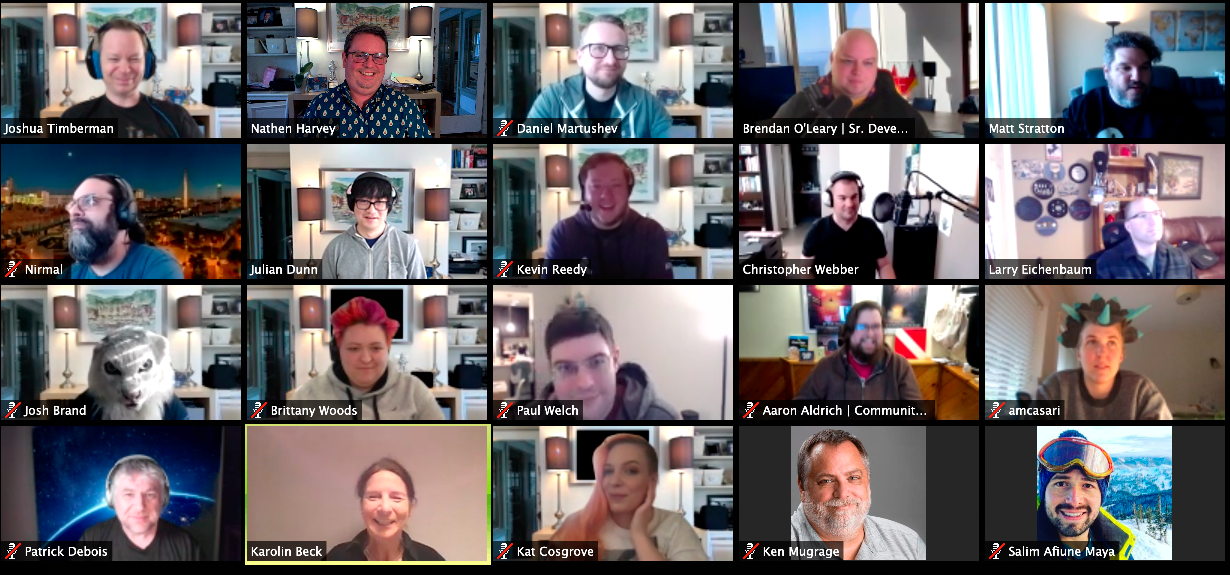 Joshua Timberman
Nathen Harvey
Daniel Martushev
Brendan O'Leary | Sr. Deve...
Matt Stratton
Nirmal
Julian Dunn
Kevin Reedy
Christopher Webber
Larry Eichenbaum
Josh Brand
Brittany Woods
Paul Welch
Aaron Aldrich | Communit...
amcasari
Patrick Debois
Karolin Beck
Kat Cosgrove
Ken Mugrage
Salim Afiune Maya